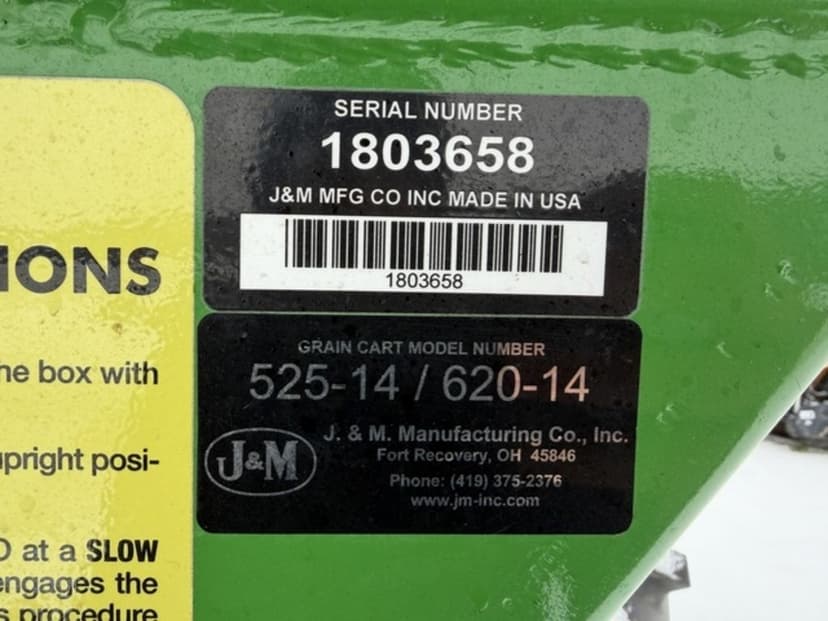 IONS
he box with
upright posi-
at a SLOW
engages the
s procedure
SERIAL NUMBER
1803658
J&M MFG CO INC MADE IN USA
1803658
GRAIN CART MODEL NUMBER
525-14 / 620-14
J&M
J. & M. Manufacturing Co., Inc.
Fort Recovery, OH 45846
Phone: (419) 375-2376
www.jm-inc.com